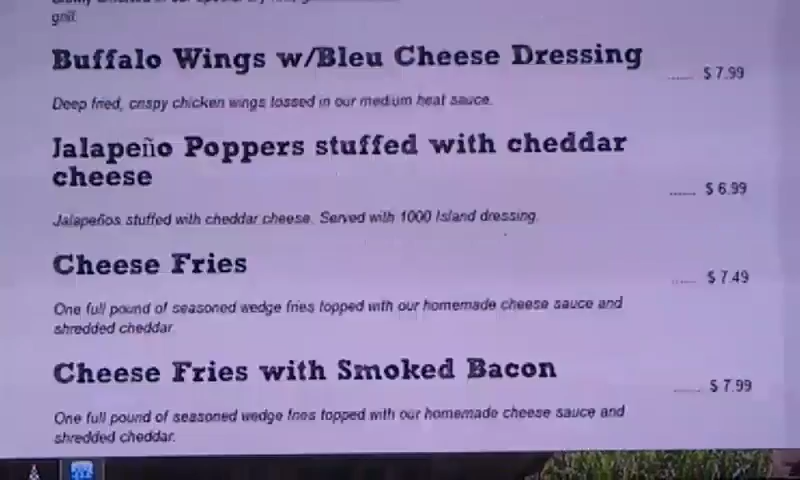 grill.
Buffalo Wings w/Bleu Cheese Dressing
...... $ 7.99
Deep fried, crispy chicken wings tossed in our medium heat sauce.
Jalapeño Poppers stuffed with cheddar
cheese
...... $ 6.99
Jalapeños stuffed with cheddar cheese. Served with 1000 Island dressing.
Cheese Fries
...... $ 7.49
One full pound of seasoned wedge fries topped with our homemade cheese sauce and
shredded cheddar.
Cheese Fries with Smoked Bacon
...... $ 7.99
One full pound of seasoned wedge fries topped with our homemade cheese sauce and
shredded cheddar.